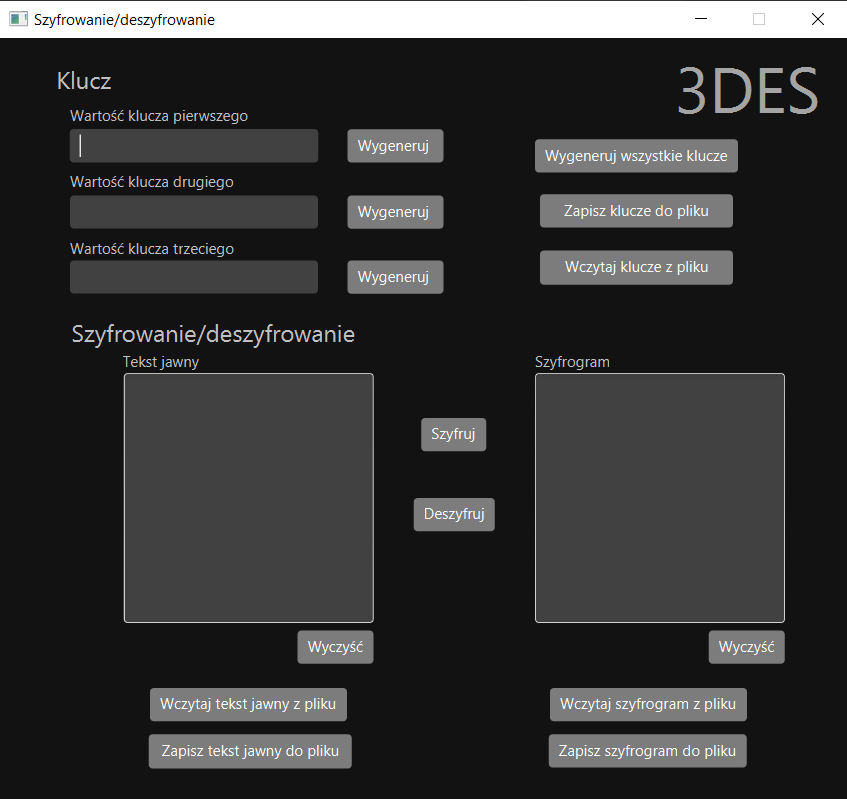 Szyfrowanie/deszyfrowanie
3DES
Klucz
Wartość klucza pierwszego
Wygeneruj
Wygeneruj wszystkie klucze
Wartość klucza drugiego
Wygeneruj
Zapisz klucze do pliku
Wartość klucza trzeciego
Wygeneruj
Wczytaj klucze z pliku
Szyfrowanie/deszyfrowanie
Tekst jawny
Szyfrogram
Szyfruj
Deszyfruj
Wyczyść
Wyczyść
Wczytaj tekst jawny z pliku
Wczytaj szyfrogram z pliku
Zapisz tekst jawny do pliku
Zapisz szyfrogram do pliku